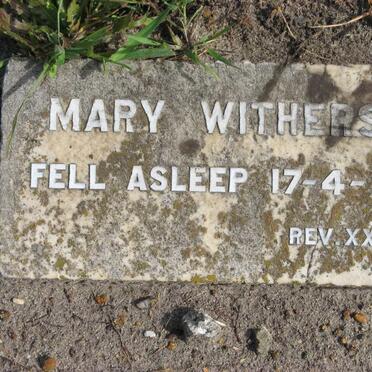 MARY WITHERS
FELL ASLEEP 17-4-
REV. XX